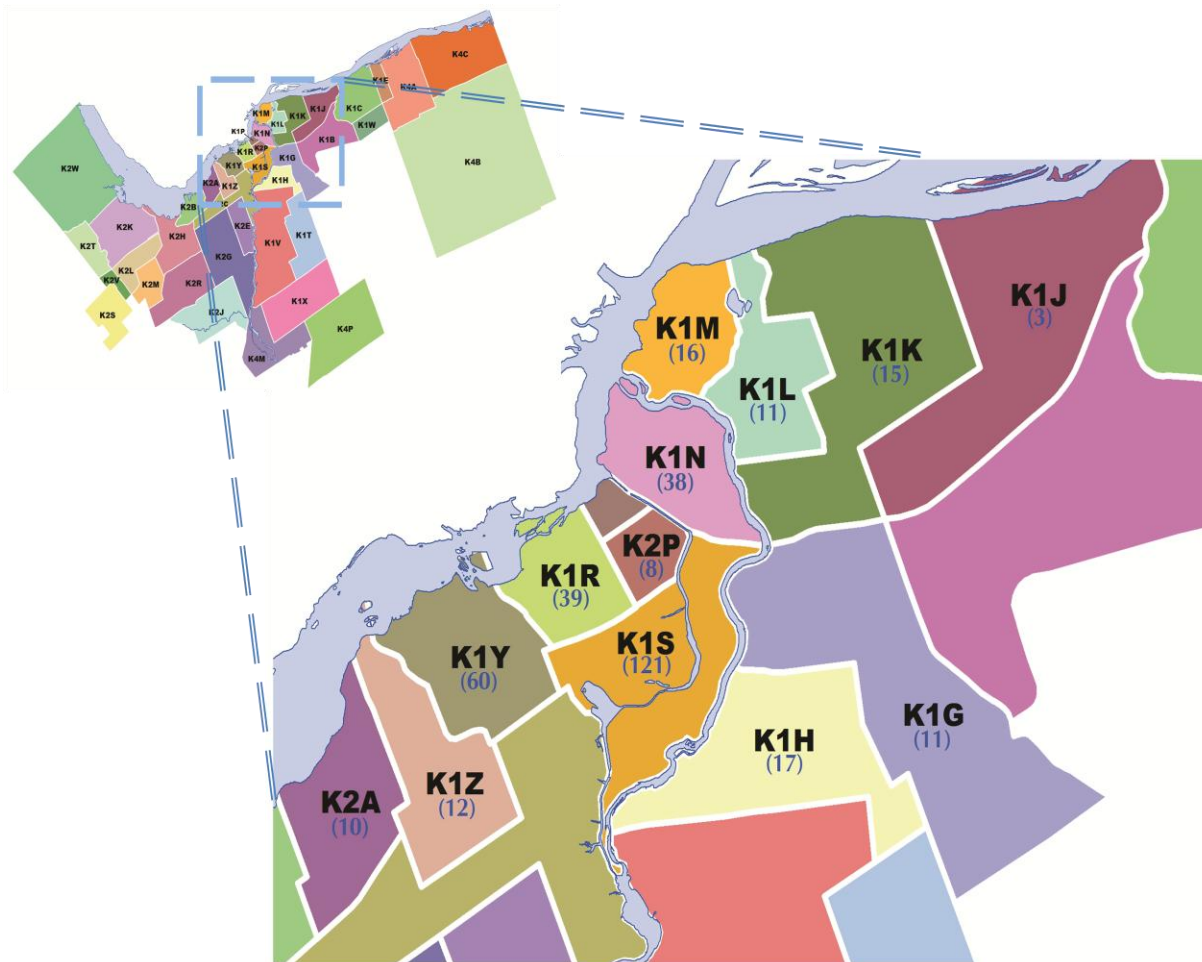 K4C
K1E
K4A
K1C
K1M
K1J
K1K
K1L
K1W
K1P
K1N
K1B
K2P
K1R
K1G
K1Y
K1S
K4B
K2W
K1H
K2A
K1Z
K2B
K2C
K2K
K2E
K2T
K2H
K1V
K1T
K2G
K2L
K2V
K2M
K2R
K1X
K2S
K2J
K4P
K4M
K1J
(3)
K1M
(16)
K1K
(15)
K1L
(11)
K1N
(38)
K2P
(8)
K1R
(39)
K1S
(121)
K1Y
(60)
K1G
(11)
K1H
(17)
K1Z
(12)
K2A
(10)